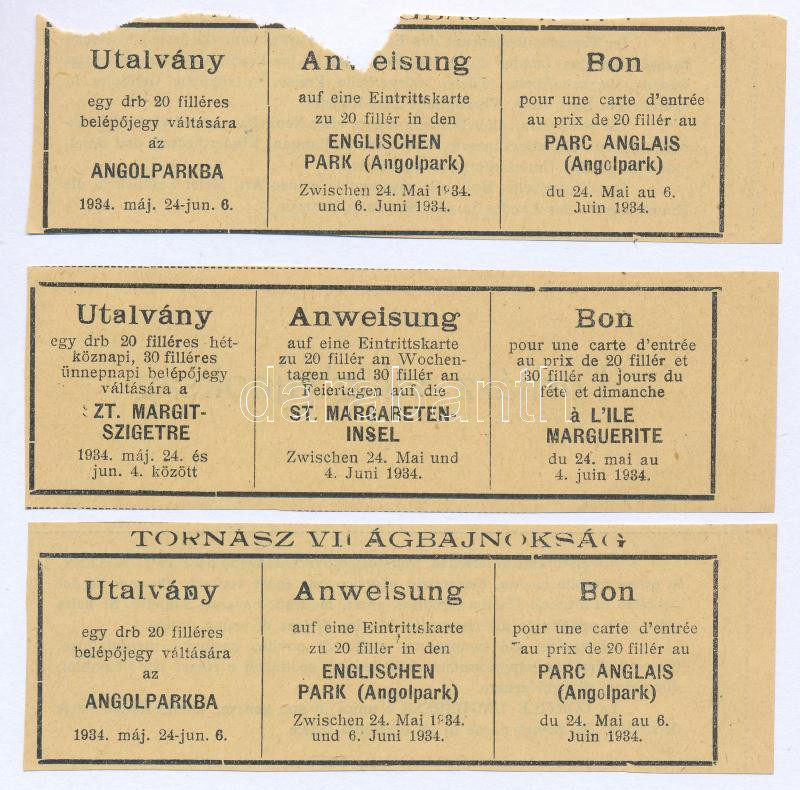 Utalvány
egy drb 20 filléres
belépőjegy váltására
az
ANGOLPARKBA
1934. máj. 24-jun. 6.
auf eine Eintrittskarte
zu 20 fillér in den
ENGLISCHEN
PARK (Angolpark)
Zwischen 24. Mai 1934.
und 6. Juni 1934.
Bon
pour une carte d'entrée
au prix de 20 fillér au
PARC ANGLAIS
(Angolpark)
du 24. Mai au 6.
Juin 1934.
Utalvány
egy drb 20 filléres hét-
köznapi, 30 filléres
ünnepnapi belépőjegy
váltására a
SZT. MARGIT-
SZIGETRE
1934. máj. 24. és
jun. 4. között
Anweisung
auf eine Eintrittskarte
zu 20 fillér an Wochen-
tagen und 30 fillér an
Feiertagen auf die
ST. MARGARETEN-
INSEL
Zwischen 24. Mai und
4. Juni 1934.
Bon
pour une carte d'entrée
au prix de 20 fillér et
30 fillér an jours du
féte et dimanche
à L'ILE
MARGUERITE
du 24. mai au
4. juin 1934.
darabanth
TORNÁSZ VILÁGBAJNOKSÁG
Utalvány
egy drb 20 filléres
belépőjegy váltására
az
ANGOLPARKBA
1934. máj. 24-jun. 6.
Anweisung
auf eine Eintrittskarte
zu 20 fillér in den
ENGLISCHEN
PARK (Angolpark)
Zwischen 24. Mai 1934.
und 6. Juni 1934.
Bon
pour une carte d'entrée
au prix de 20 fillér au
PARC ANGLAIS
(Angolpark)
du 24. Mai au 6.
Juin 1934.